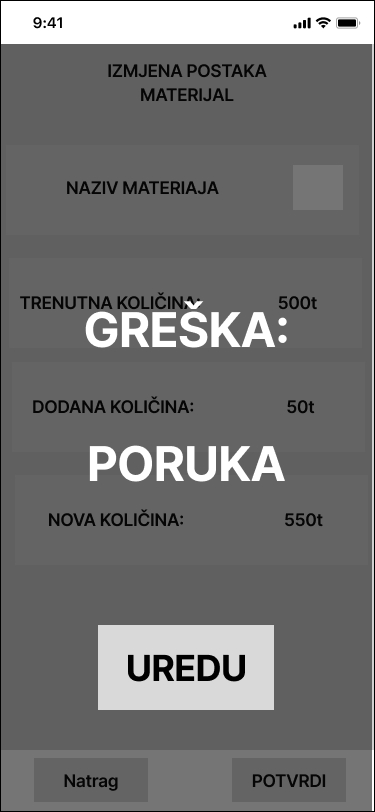 9:41
IZMJENA POSTAKA
MATERIJAL
NAZIV MATERIAJA
TRENUTNA KOLIČINA: 500t
GREŠKA:
DODANA KOLIČINA: 50t
PORUKA
NOVA KOLIČINA: 550t
UREDU
Natrag POTVRDI